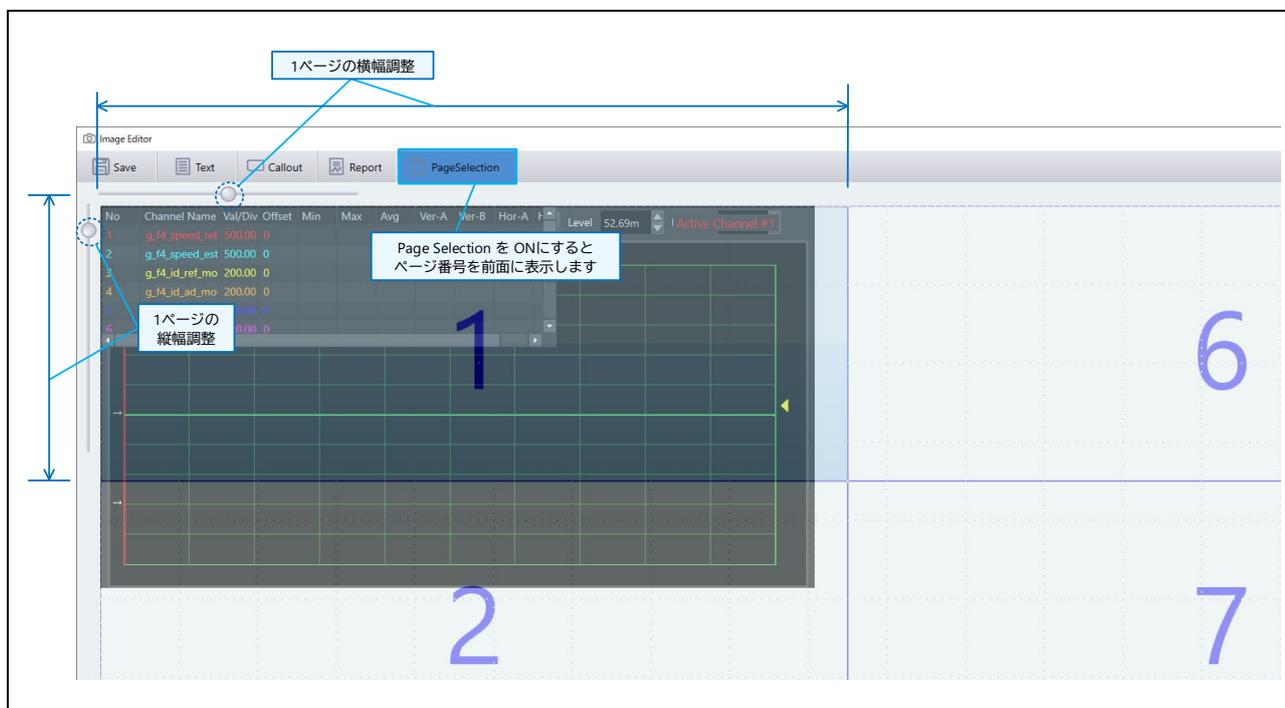 1ページの横幅調整
Image Editor
Save Text Callout Report PageSelection
No Channel Name Val/Div Offset Min Max Avg Ver-A Ver-B Hor-A
Level 52.69m
Active Channel #1
1 g_f4_speed_ref 500.00 0
2 g_f4_speed_est 500.00 0
3 g_f4_id_ref_mo 200.00 0
4 g_f4_id_ad_mo 200.00 0
6
Page Selection を ONにすると
ページ番号を前面に表示します
1ページの
縦幅調整
1
6
2
7